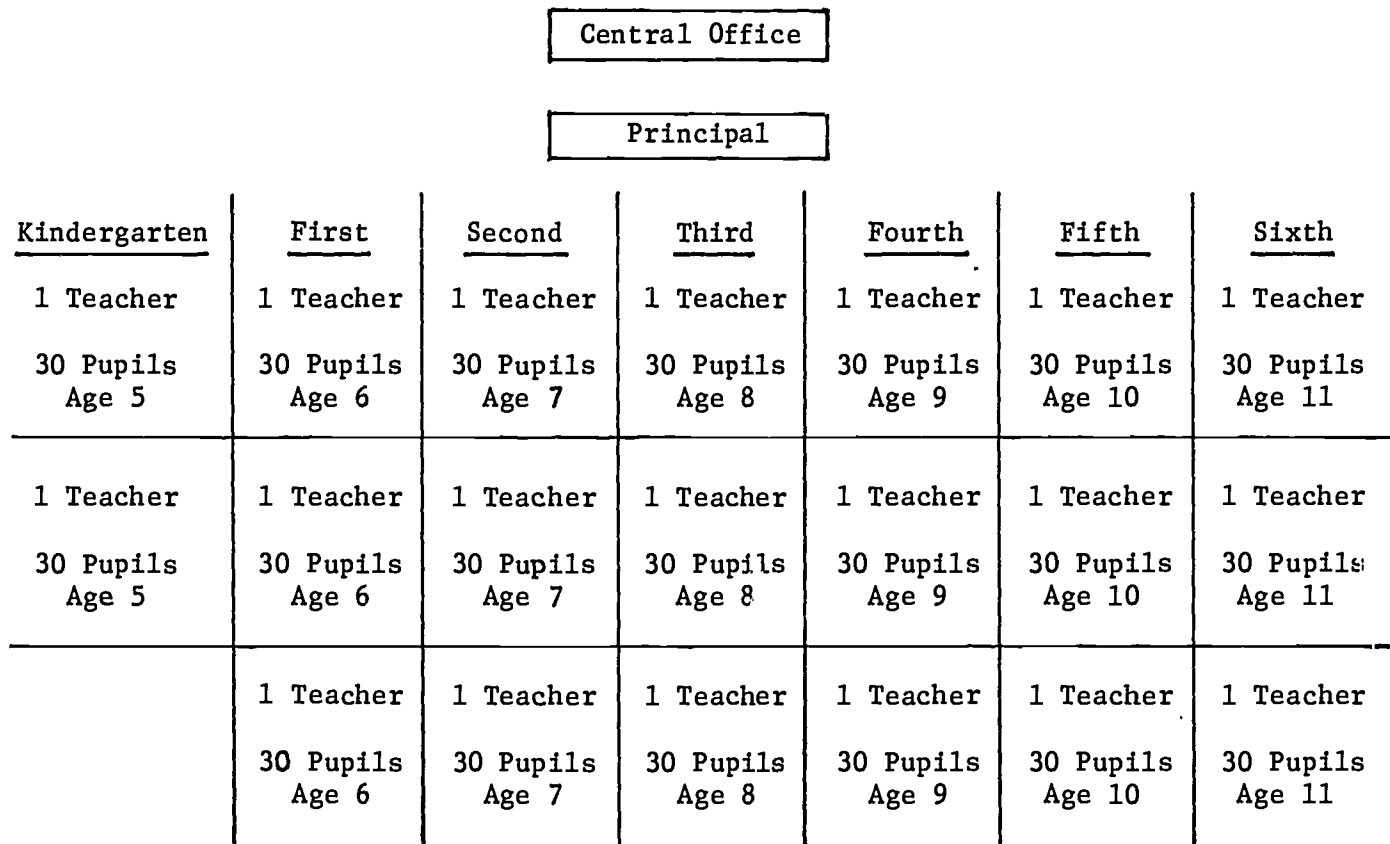 Central Office
Principal
Kindergarten First Second Third Fourth Fifth Sixth
1 Teacher 1 Teacher 1 Teacher 1 Teacher 1 Teacher 1 Teacher 1 Teacher
30 Pupils 30 Pupils 30 Pupils 30 Pupils 30 Pupils 30 Pupils 30 Pupils
Age 5 Age 6 Age 7 Age 8 Age 9 Age 10 Age 11
1 Teacher 1 Teacher 1 Teacher 1 Teacher 1 Teacher 1 Teacher 1 Teacher
30 Pupils 30 Pupils 30 Pupils 30 Pupils 30 Pupils 30 Pupils 30 Pupils
Age 5 Age 6 Age 7 Age 8 Age 9 Age 10 Age 11
1 Teacher 1 Teacher 1 Teacher 1 Teacher 1 Teacher 1 Teacher
30 Pupils 30 Pupils 30 Pupils 30 Pupils 30 Pupils 30 Pupils
Age 6 Age 7 Age 8 Age 9 Age 10 Age 11